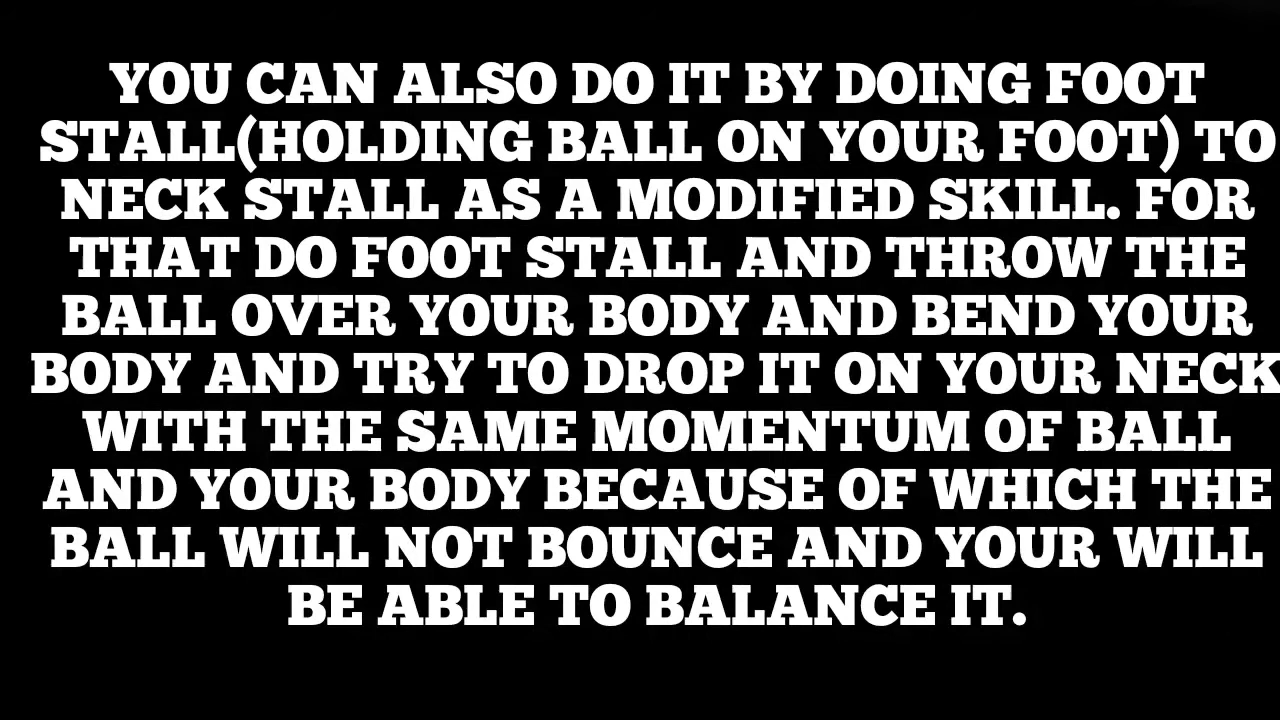 YOU CAN ALSO DO IT BY DOING FOOT
STALL(HOLDING BALL ON YOUR FOOT) TO
NECK STALL AS A MODIFIED SKILL. FOR
THAT DO FOOT STALL AND THROW THE
BALL OVER YOUR BODY AND BEND YOUR
BODY AND TRY TO DROP IT ON YOUR NECK
WITH THE SAME MOMENTUM OF BALL
AND YOUR BODY BECAUSE OF WHICH THE
BALL WILL NOT BOUNCE AND YOUR WILL
BE ABLE TO BALANCE IT.